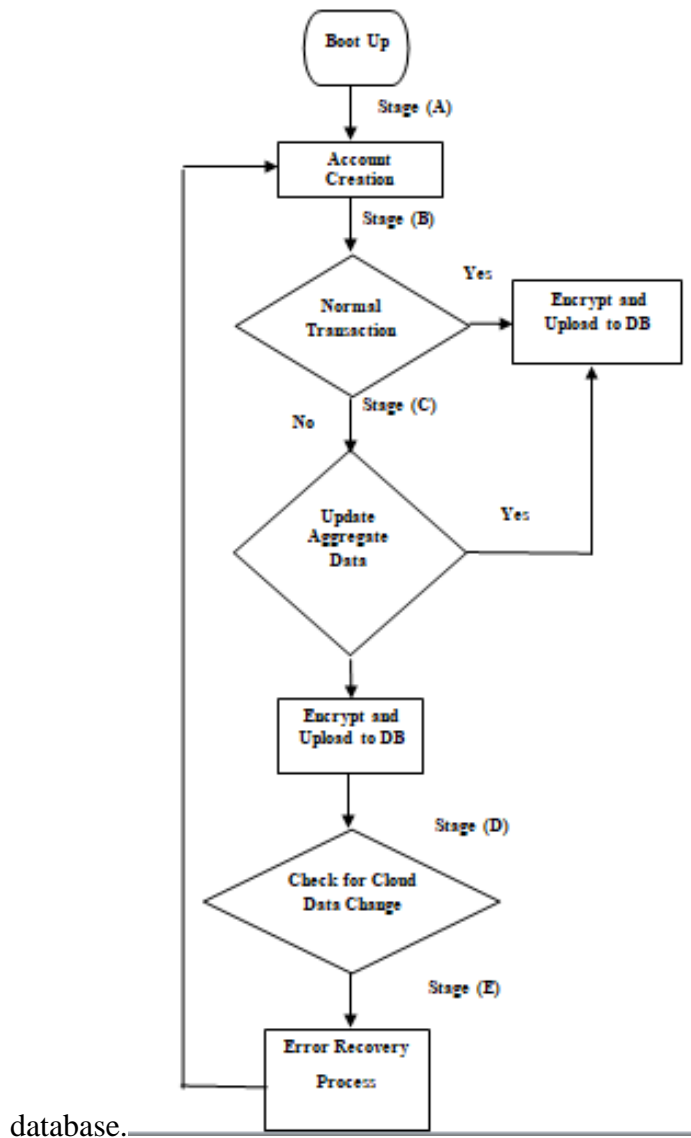 Boot Up
Stage (A)
Account
Creation
Stage (B)
Normal
Transaction
Yes
Encrypt and
Upload to DB
Stage (C)
No
Update
Aggregate
Data
Yes
Encrypt and
Upload to DB
Stage (D)
Check for Cloud
Data Change
Stage (E)
Error Recovery
Process
database.